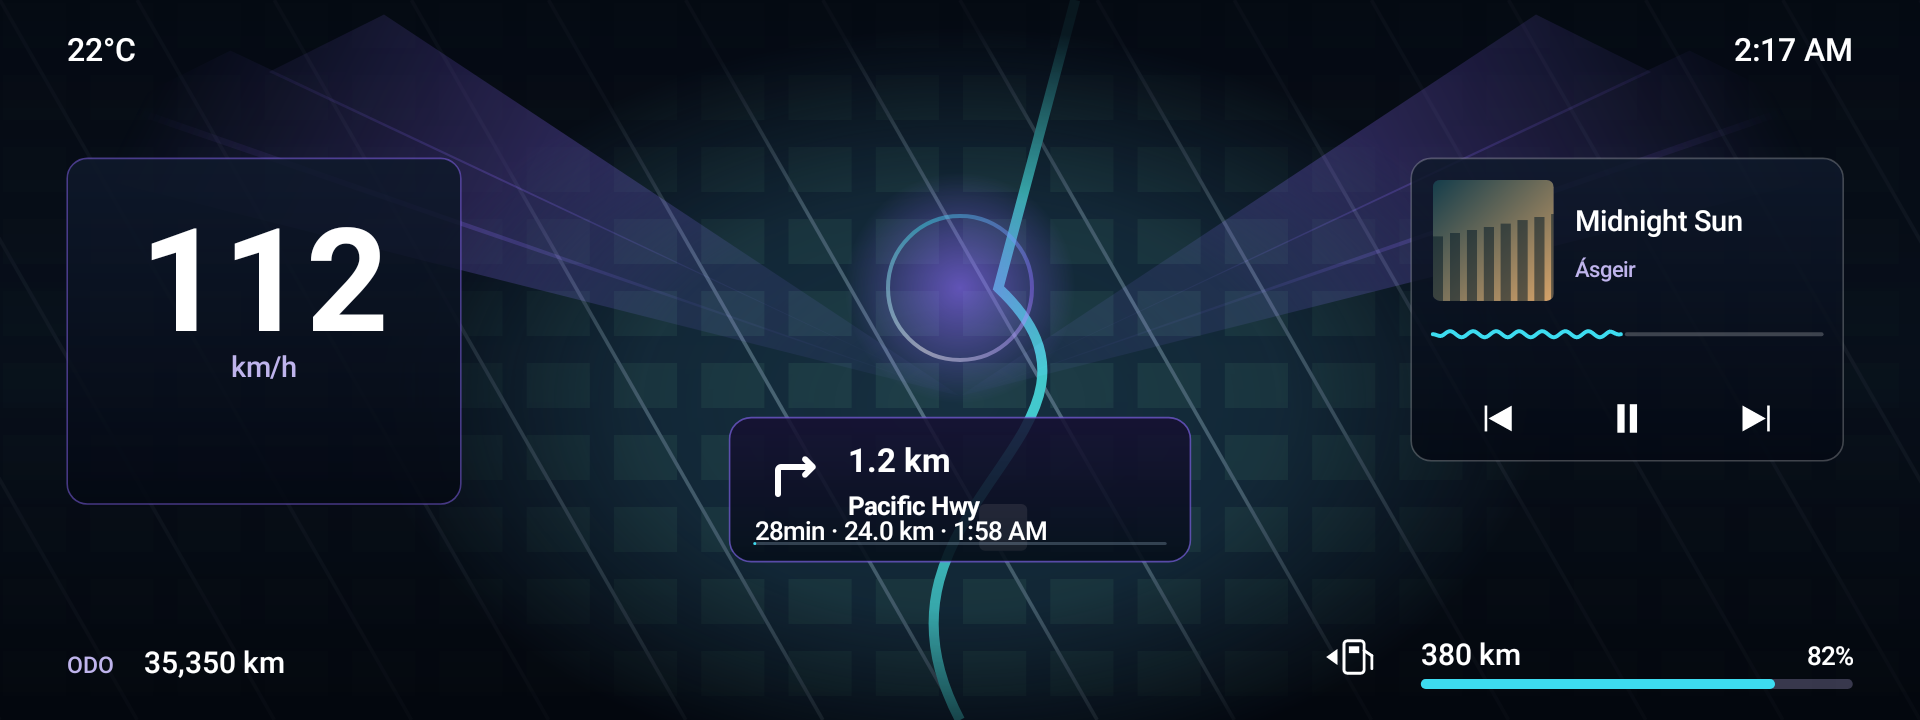 22°C
2:17 AM
112
km/h
Midnight Sun
Ásgeir
1.2 km
Pacific Hwy
28min · 24.0 km · 1:58 AM
ODO 35,350 km
380 km 82%